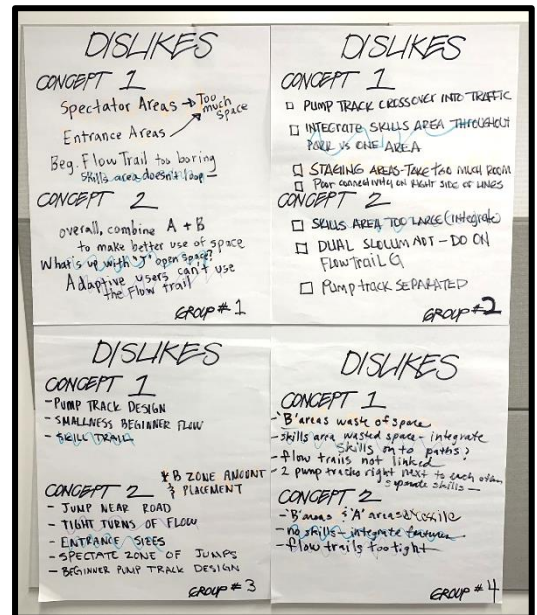 DISLIKES
CONCEPT 1
Spectator Areas → Too much space
Entrance Areas
Beg. Flow Trail too boring
skills area doesn't loop -
CONCEPT 2
overall, combine A + B
to make better use of space
What's up with "J" open space?
Adaptive users can't use
the Flow trail
GROUP # 1
DISLIKES
CONCEPT 1
PUMP TRACK CROSSOVER INTO TRAFFIC
INTEGRATE SKILLS AREA THROUGHOUT
PARK VS ONE AREA
STAGING AREAS-TAKE TOO MUCH ROOM
Poor connectivity on RIGHT SIDE OF LINES
CONCEPT 2
SKILLS AREA TOO LARGE (integrate)
DUAL SLOLUM NOT - DO ON
FLOWTRAIL G
Pump track SEPARATED
GROUP #2
DISLIKES
CONCEPT 1
- PUMP TRACK DESIGN
- SMALLNESS BEGINNER FLOW
- SKILL TRAIL
* B ZONE AMOUNT
& PLACEMENT
CONCEPT 2
- JUMP NEAR ROAD
- TIGHT TURNS OF FLOW
- ENTRANCE SIZES
- SPECTATE ZONE OF JUMPS
- BEGINNER PUMP TRACK DESIGN
GROUP # 3
DISLIKES
CONCEPT 1
- 'B' areas waste of space
- skills area wasted space - integrate
skills on to paths?
- flow trails not linked
- 2 pump tracks right next to each other
seperate skills -
CONCEPT 2
- 'B' areas & 'A' areas
- no skills - integrate features
- flow trails too tight -
GROUP # 4